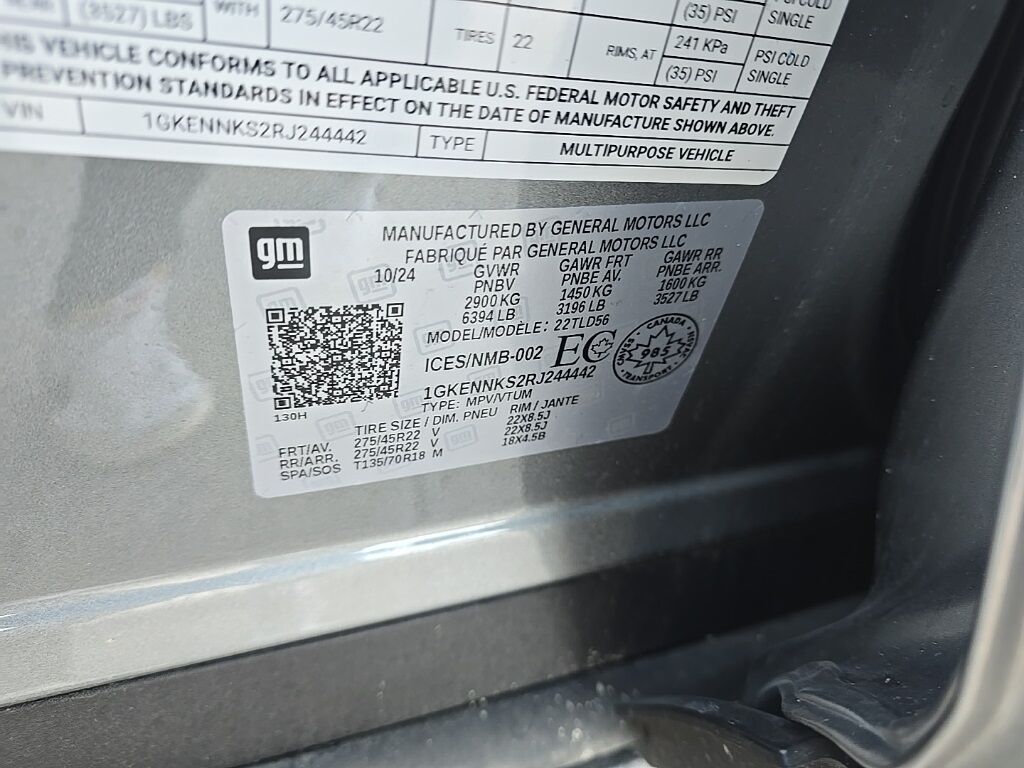 (3527) LBS WITH 275/45R22 TIRES 22 RIMS, AT (35) PSI SINGLE
241 KPa PSI COLD
(35) PSI SINGLE
THIS VEHICLE CONFORMS TO ALL APPLICABLE U.S. FEDERAL MOTOR SAFETY AND THEFT
PREVENTION STANDARDS IN EFFECT ON THE DATE OF MANUFACTURE SHOWN ABOVE.
VIN 1GKENNKS2RJ244442 TYPE MULTIPURPOSE VEHICLE
gm
MANUFACTURED BY GENERAL MOTORS LLC
FABRIQUÉ PAR GENERAL MOTORS LLC
10/24 GVWR GAWR FRT GAWR RR
PNBV PNBE AV. PNBE ARR.
2900 KG 1450 KG 1600 KG
6394 LB 3196 LB 3527 LB
MODEL/MODÈLE: 22TLD56
ICES/NMB-002 EC
CANADA
985
TRANSPORT
1GKENNKS2RJ244442
TYPE: MPV/VTUM
130H
TIRE SIZE / DIM. PNEU RIM / JANTE
FRT/AV. 275/45R22 V 22X8.5J
RR/ARR. 275/45R22 V 22X8.5J
SPA/SOS T135/70R18 M 18X4.5B